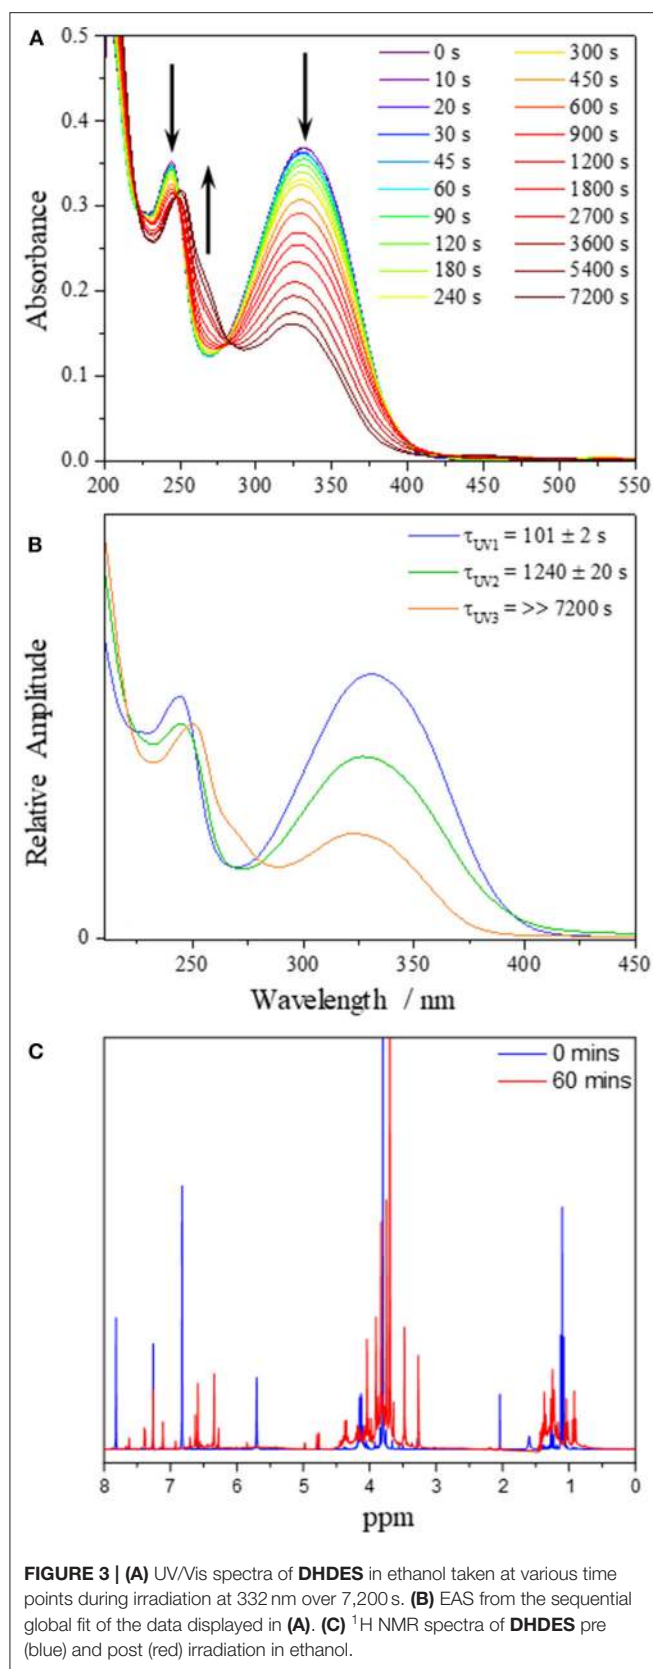 A
0.5
0.4
0.3
0.2
0.1
0.0
Absorbance
0 s
10 s
20 s
30 s
45 s
60 s
90 s
120 s
180 s
240 s
300 s
450 s
600 s
900 s
1200 s
1800 s
2700 s
3600 s
5400 s
7200 s
200 250 300 350 400 450 500 550
B
τUV1 = 101 ± 2 s
τUV2 = 1240 ± 20 s
τUV3 = >> 7200 s
Relative Amplitude
0
250 300 350 400 450
Wavelength / nm
C
0 mins
60 mins
8 7 6 5 4 3 2 1 0
ppm
FIGURE 3 | (A) UV/Vis spectra of DHDES in ethanol taken at various time
points during irradiation at 332 nm over 7,200 s. (B) EAS from the sequential
global fit of the data displayed in (A). (C) ¹H NMR spectra of DHDES pre
(blue) and post (red) irradiation in ethanol.